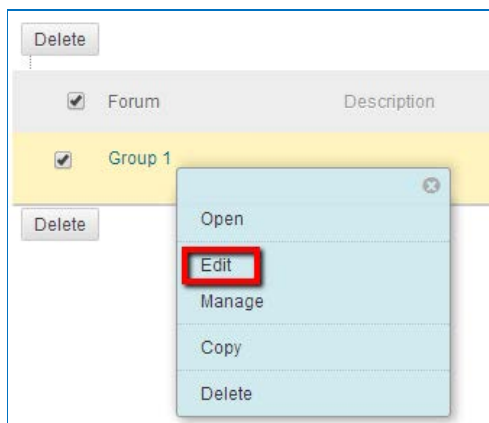 Delete
Forum Description
Group 1
Open
Delete
Edit
Manage
Copy
Delete